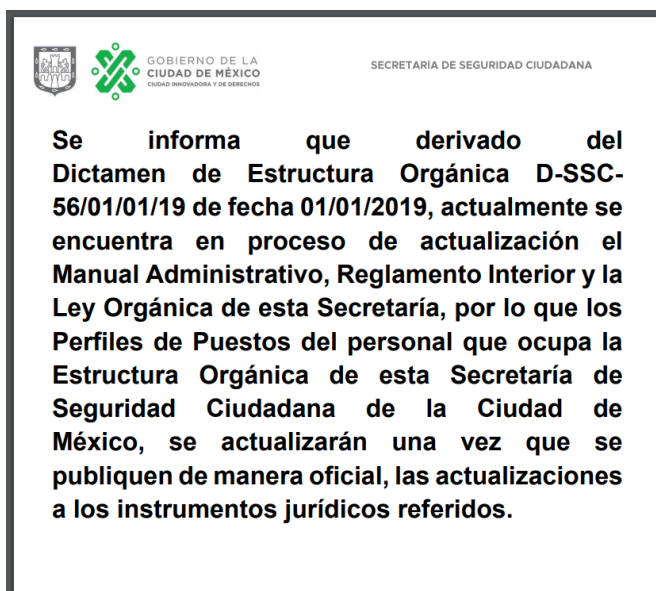 GOBIERNO DE LA
CIUDAD DE MÉXICO
CIUDAD INNOVADORA Y DE DERECHOS
SECRETARÍA DE SEGURIDAD CIUDADANA
Se informa que derivado del
Dictamen de Estructura Orgánica D-SSC-
56/01/01/19 de fecha 01/01/2019, actualmente se
encuentra en proceso de actualización el
Manual Administrativo, Reglamento Interior y la
Ley Orgánica de esta Secretaría, por lo que los
Perfiles de Puestos del personal que ocupa la
Estructura Orgánica de esta Secretaría de
Seguridad Ciudadana de la Ciudad de
México, se actualizarán una vez que se
publiquen de manera oficial, las actualizaciones
a los instrumentos jurídicos referidos.